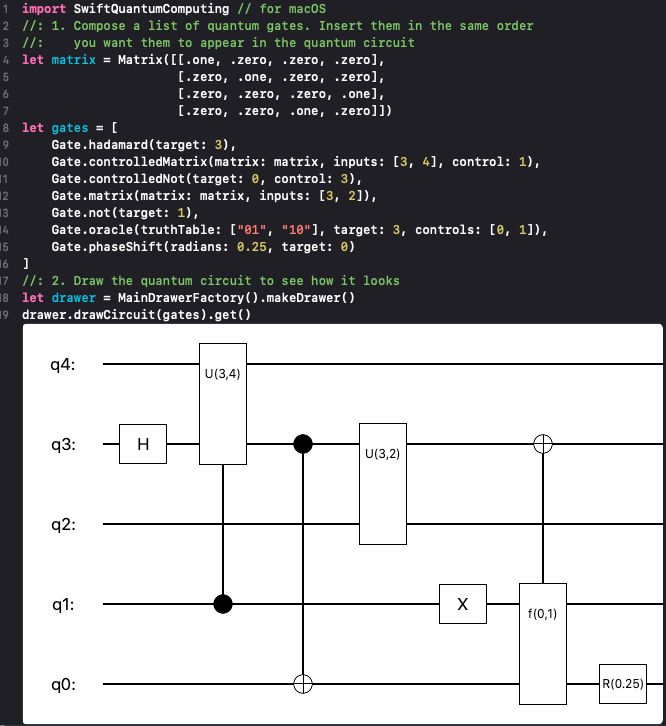 1 import SwiftQuantumComputing // for macOS
2 //: 1. Compose a list of quantum gates. Insert them in the same order
3 //:    you want them to appear in the quantum circuit
4 let matrix = Matrix([[.one, .zero, .zero, .zero],
5                      [.zero, .one, .zero, .zero],
6                      [.zero, .zero, .zero, .one],
7                      [.zero, .zero, .one, .zero]])
8 let gates = [
9     Gate.hadamard(target: 3),
10     Gate.controlledMatrix(matrix: matrix, inputs: [3, 4], control: 1),
11     Gate.controlledNot(target: 0, control: 3),
12     Gate.matrix(matrix: matrix, inputs: [3, 2]),
13     Gate.not(target: 1),
14     Gate.oracle(truthTable: ["01", "10"], target: 3, controls: [0, 1]),
15     Gate.phaseShift(radians: 0.25, target: 0)
16 ]
17 //: 2. Draw the quantum circuit to see how it looks
18 let drawer = MainDrawerFactory().makeDrawer()
19 drawer.drawCircuit(gates).get()
q4:
U(3,4)
q3:
H
U(3,2)
q2:
q1:
X
f(0,1)
q0:
R(0.25)